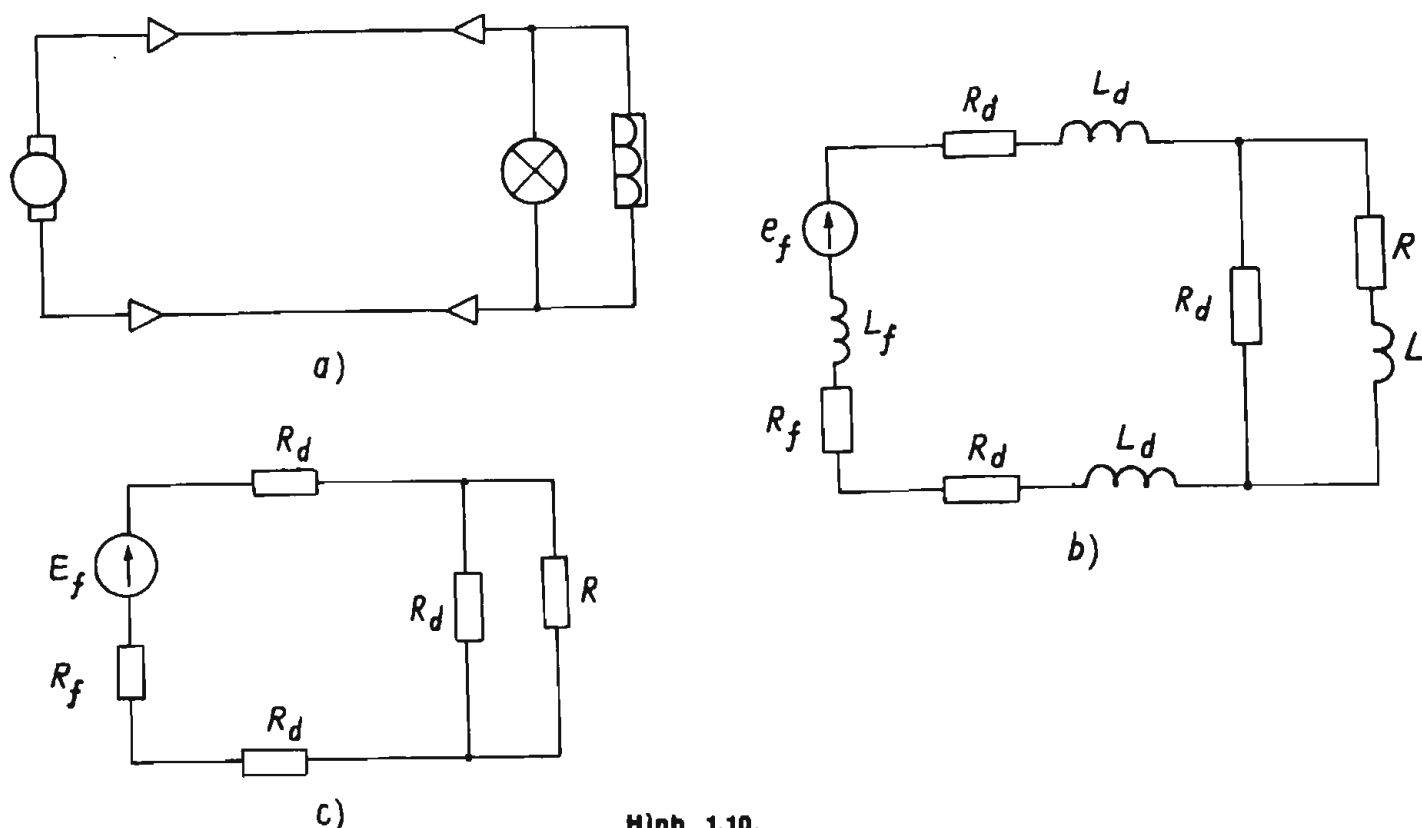 a)
R_d
L_d
e_f
L_f
R_f
R_d
R
L
R_d
L_d
b)
R_d
E_f
R_f
R_d
R
R_d
c)
Hình 1.10.